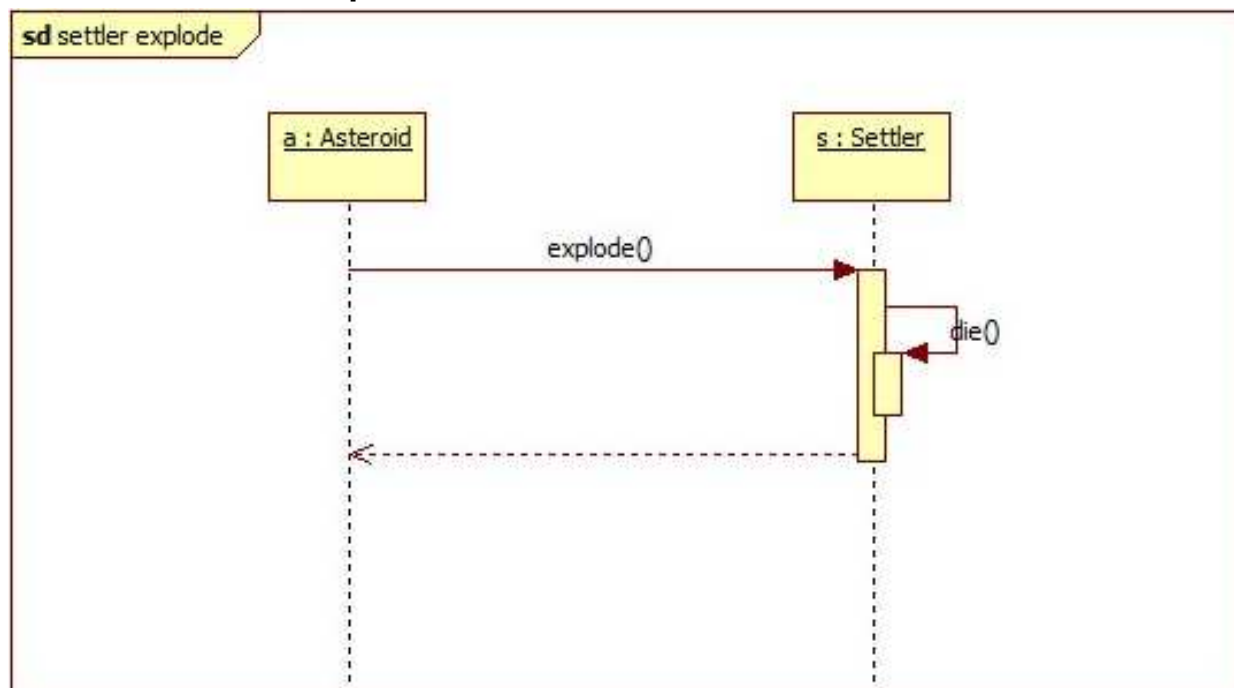 sd settler explode
a : Asteroid
s : Settler
explode()
die()